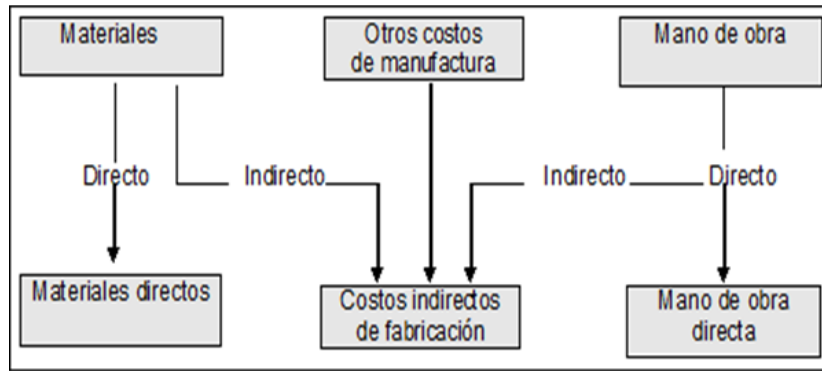 Materiales
Otros costos
de manufactura
Mano de obra
Directo
Indirecto
Indirecto
Directo
Materiales directos
Costos indirectos
de fabricación
Mano de obra
directa